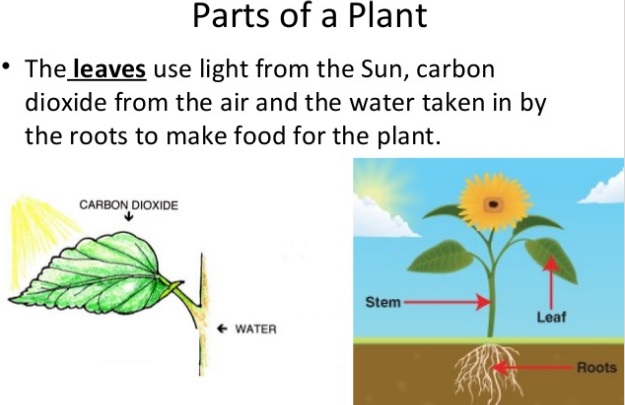 Parts of a Plant
• The leaves use light from the Sun, carbon
dioxide from the air and the water taken in by
the roots to make food for the plant.
CARBON DIOXIDE
WATER
Stem
Leaf
Roots